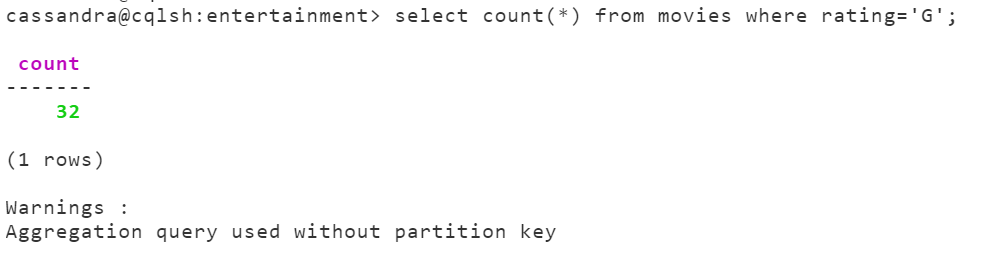 cassandra@cqlsh:entertainment> select count(*) from movies where rating='G';
count
-------
32
(1 rows)
Warnings :
Aggregation query used without partition key